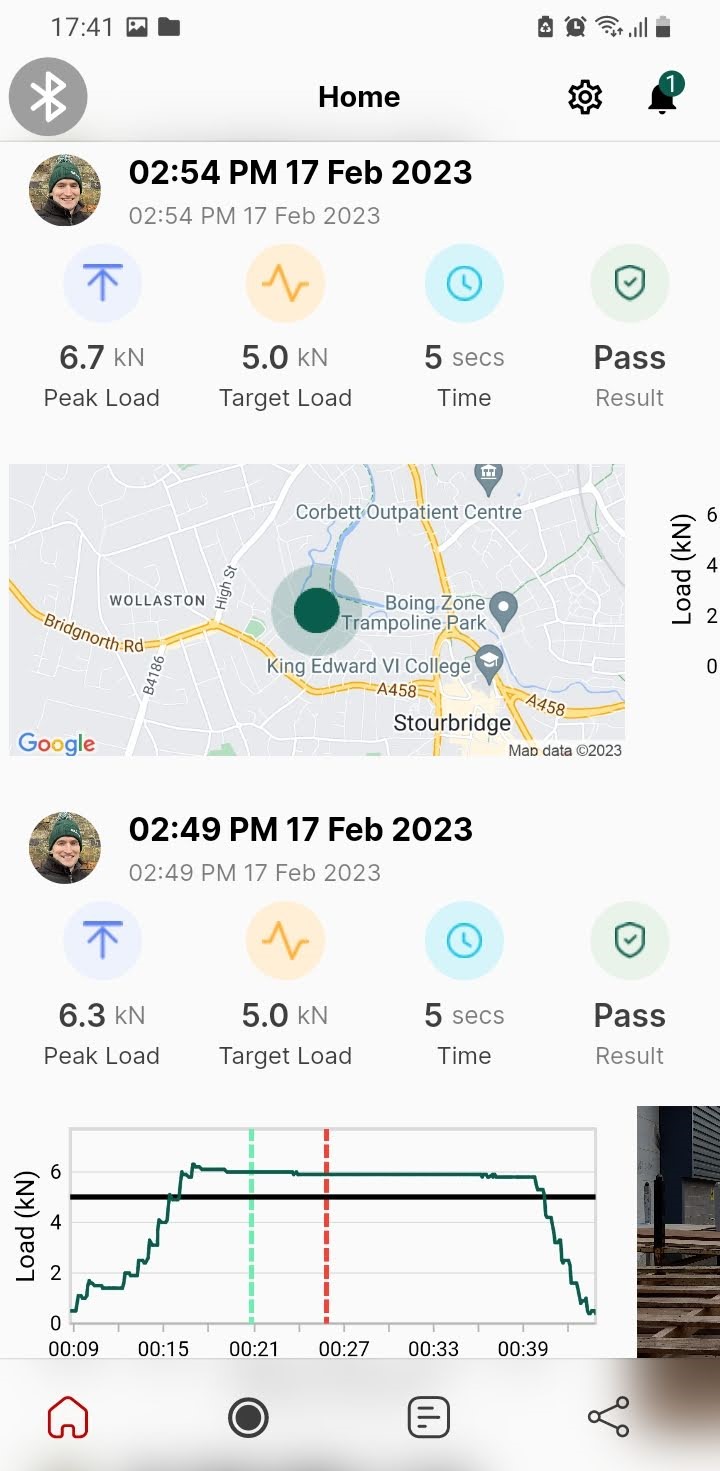 17:41
Home
1
02:54 PM 17 Feb 2023
02:54 PM 17 Feb 2023
6.7 kN
5.0 kN
5 secs
Pass
Peak Load
Target Load
Time
Result
Corbett Outpatient Centre
WOLLASTON
High St
Boing Zone
Trampoline Park
Bridgnorth Rd
B4186
King Edward VI College
A458
A458
Stourbridge
Google
Map data ©2023
Load (kN)
6
4
2
0
02:49 PM 17 Feb 2023
02:49 PM 17 Feb 2023
6.3 kN
5.0 kN
5 secs
Pass
Peak Load
Target Load
Time
Result
Load (kN)
6
4
2
0
00:09 00:15 00:21 00:27 00:33 00:39